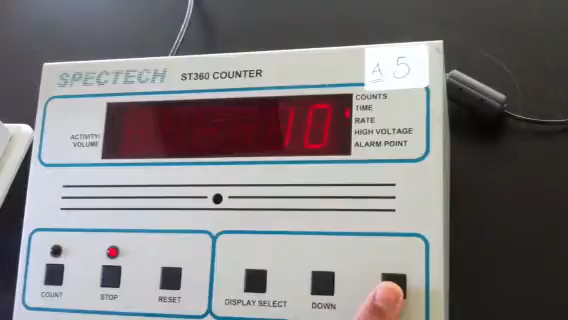 SPECTECH ST360 COUNTER
A 5
ACTIVITY/
VOLUME
10
COUNTS
TIME
RATE
HIGH VOLTAGE
ALARM POINT
COUNT
STOP
RESET
DISPLAY SELECT
DOWN